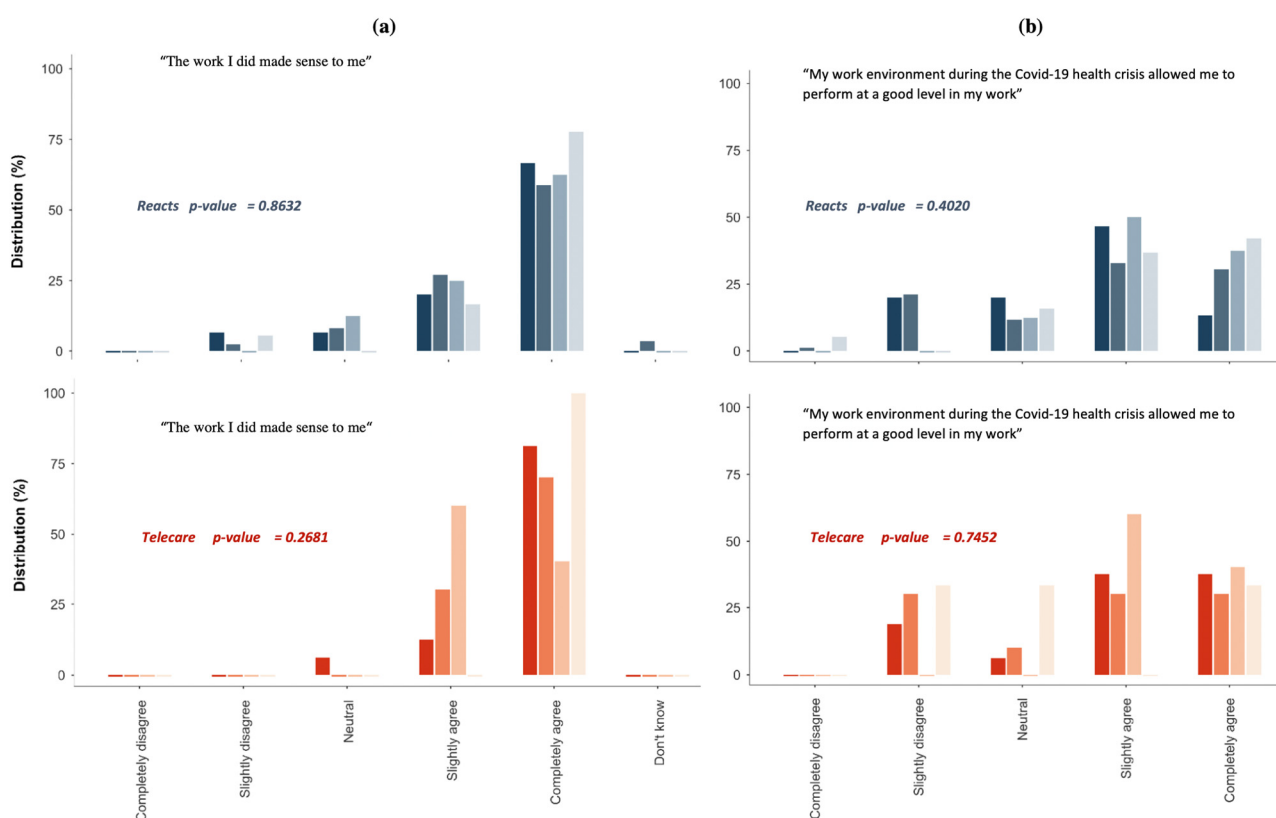 (a)
(b)
"The work I did made sense to me"
100
75
50
25
0
Distribution (%)
Reacts p-value = 0.8632
“My work environment during the Covid-19 health crisis allowed me to
perform at a good level in my work”
100
75
50
25
0
Reacts p-value = 0.4020
“The work I did made sense to me“
100
75
50
25
0
Distribution (%)
Telecare p-value = 0.2681
Completely disagree
Slightly disagree
Neutral
Slightly agree
Completely agree
Don't know
“My work environment during the Covid-19 health crisis allowed me to
perform at a good level in my work”
100
75
50
25
0
Telecare p-value = 0.7452
Completely disagree
Slightly disagree
Neutral
Slightly agree
Completely agree